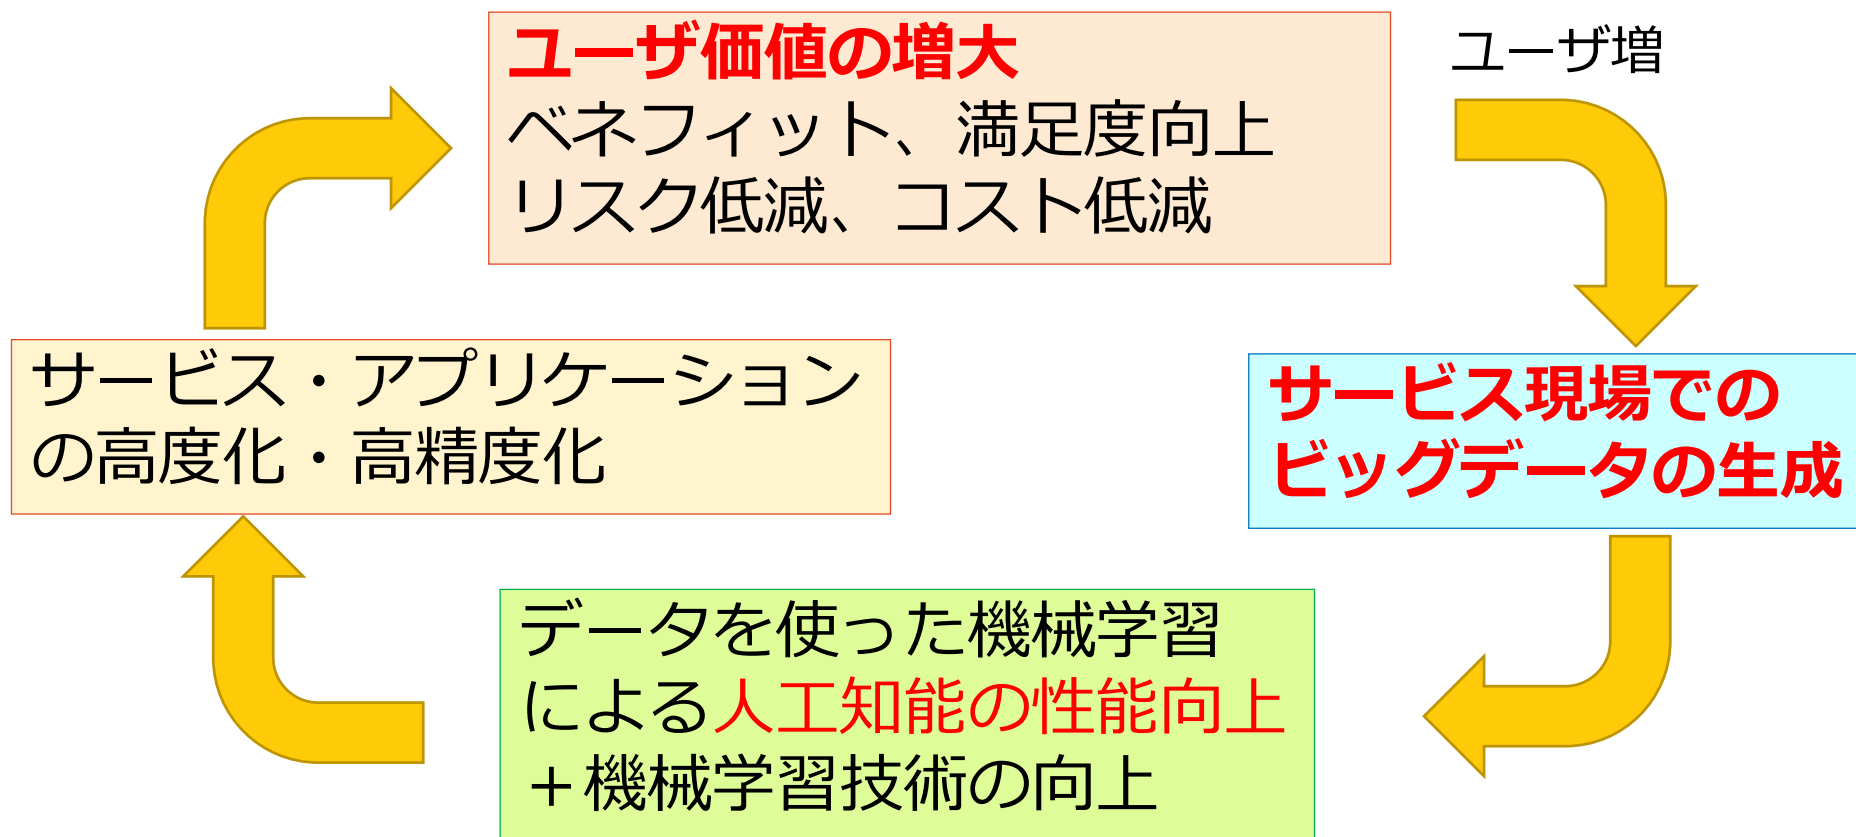 ユーザ価値の増大
ベネフィット、満足度向上
リスク低減、コスト低減
ユーザ増
サービス・アプリケーション
の高度化・高精度化
サービス現場での
ビッグデータの生成
データを使った機械学習
による人工知能の性能向上
＋機械学習技術の向上